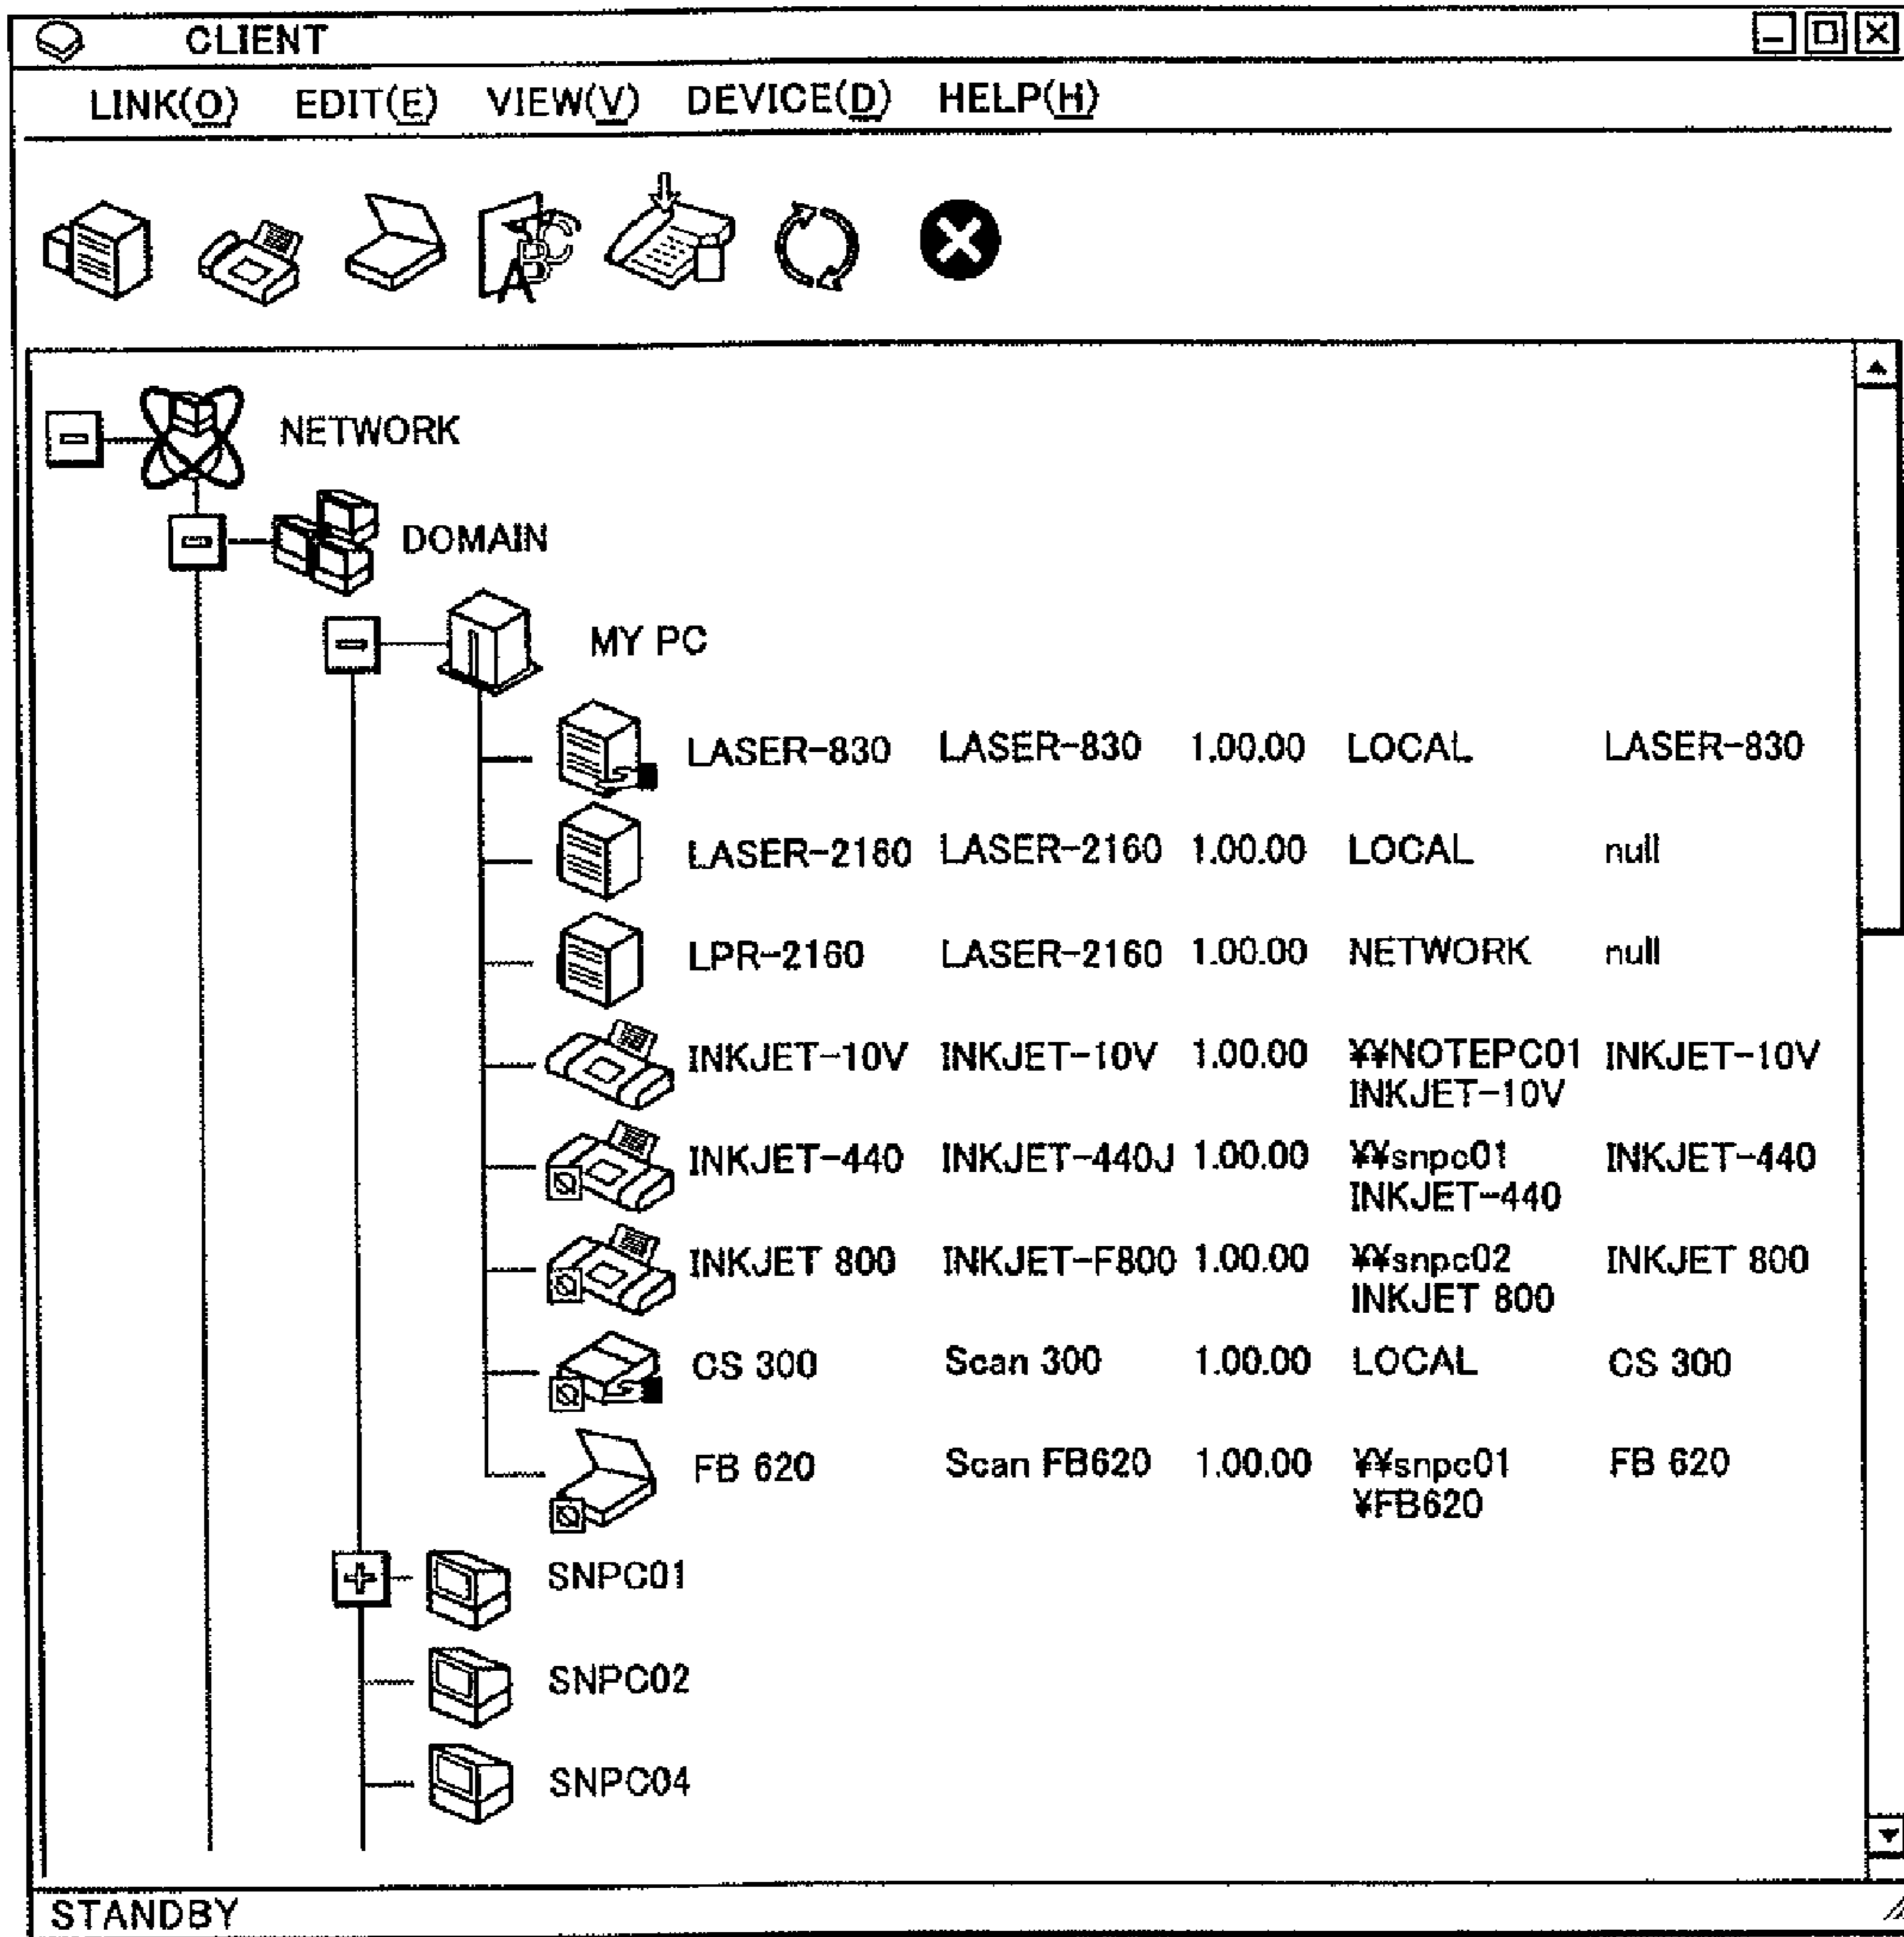 CLIENT
LINK(O) EDIT(E) VIEW(V) DEVICE(D) HELP(H)
NETWORK
DOMAIN
MY PC
LASER-830 LASER-830 1.00.00 LOCAL LASER-830
LASER-2160 LASER-2160 1.00.00 LOCAL null
LPR-2160 LASER-2160 1.00.00 NETWORK null
INKJET-10V INKJET-10V 1.00.00 ¥¥NOTEPC01 INKJET-10V
INKJET-10V
INKJET-440 INKJET-440J 1.00.00 ¥¥snpc01 INKJET-440
INKJET-440
INKJET 800 INKJET-F800 1.00.00 ¥¥snpc02 INKJET 800
INKJET 800
CS 300 Scan 300 1.00.00 LOCAL CS 300
FB 620 Scan FB620 1.00.00 ¥¥snpc01 FB 620
¥FB620
SNPC01
SNPC02
SNPC04
STANDBY